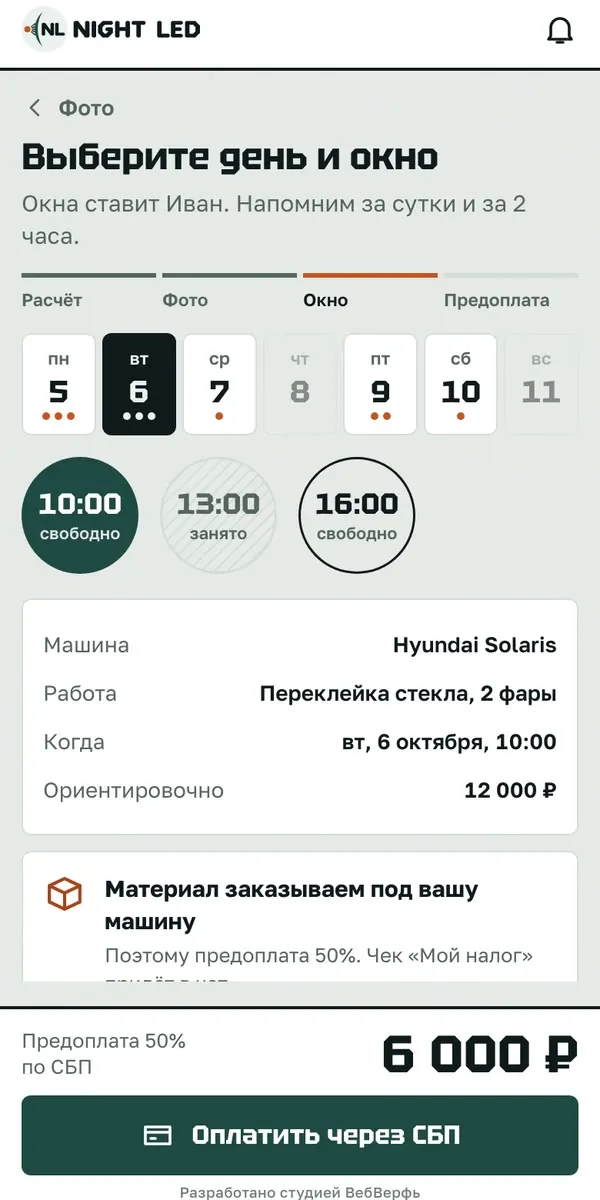 NL NIGHT LED
Фото
Выберите день и окно
Окна ставит Иван. Напомним за сутки и за 2
часа.
Расчёт Фото Окно Предоплата
пн вт ср чт пт сб вс
5 6 7 8 9 10 11
10:00 13:00 16:00
свободно занято свободно
Машина Hyundai Solaris
Работа Переклейка стекла, 2 фары
Когда вт, 6 октября, 10:00
Ориентировочно 12 000 ₽
Материал заказываем под вашу
машину
Поэтому предоплата 50%. Чек «Мой налог»
Предоплата 50%
по СБП
6 000 ₽
Оплатить через СБП
Разработано студией ВебВерфь